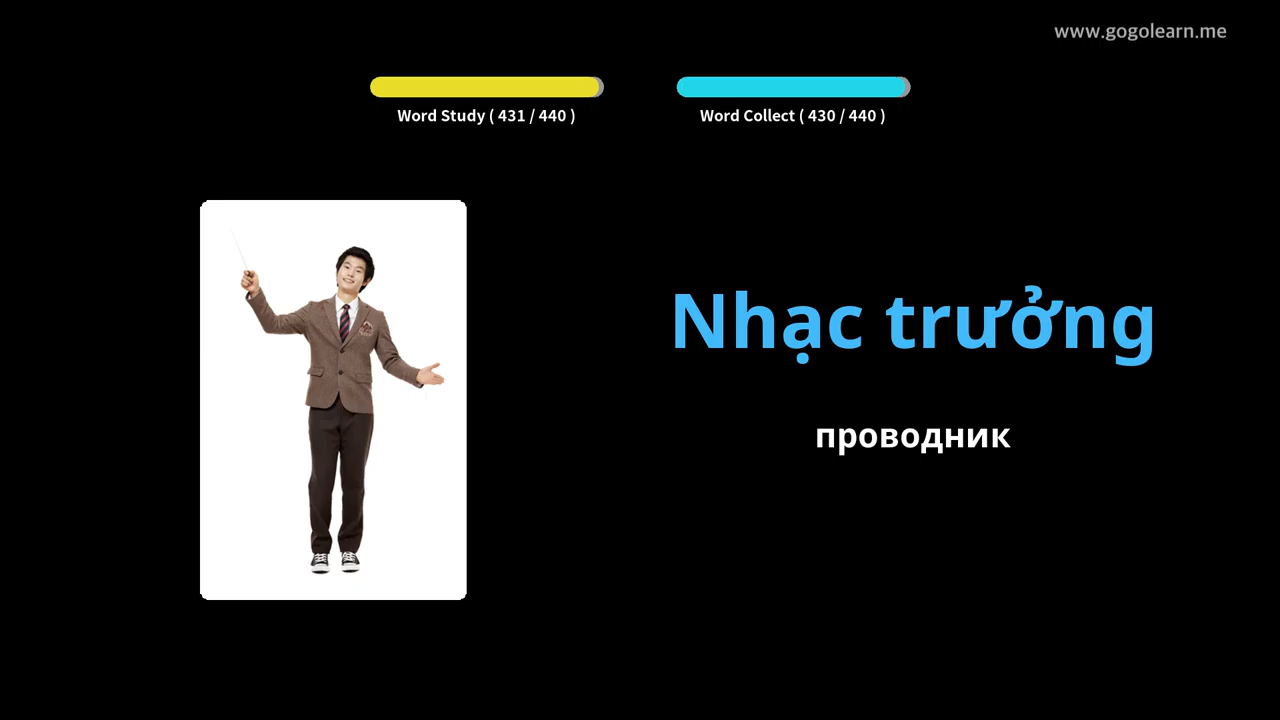 www.gogolearn.me
Word Study ( 431 / 440 )
Word Collect ( 430 / 440 )
Nhạc trưởng
проводник